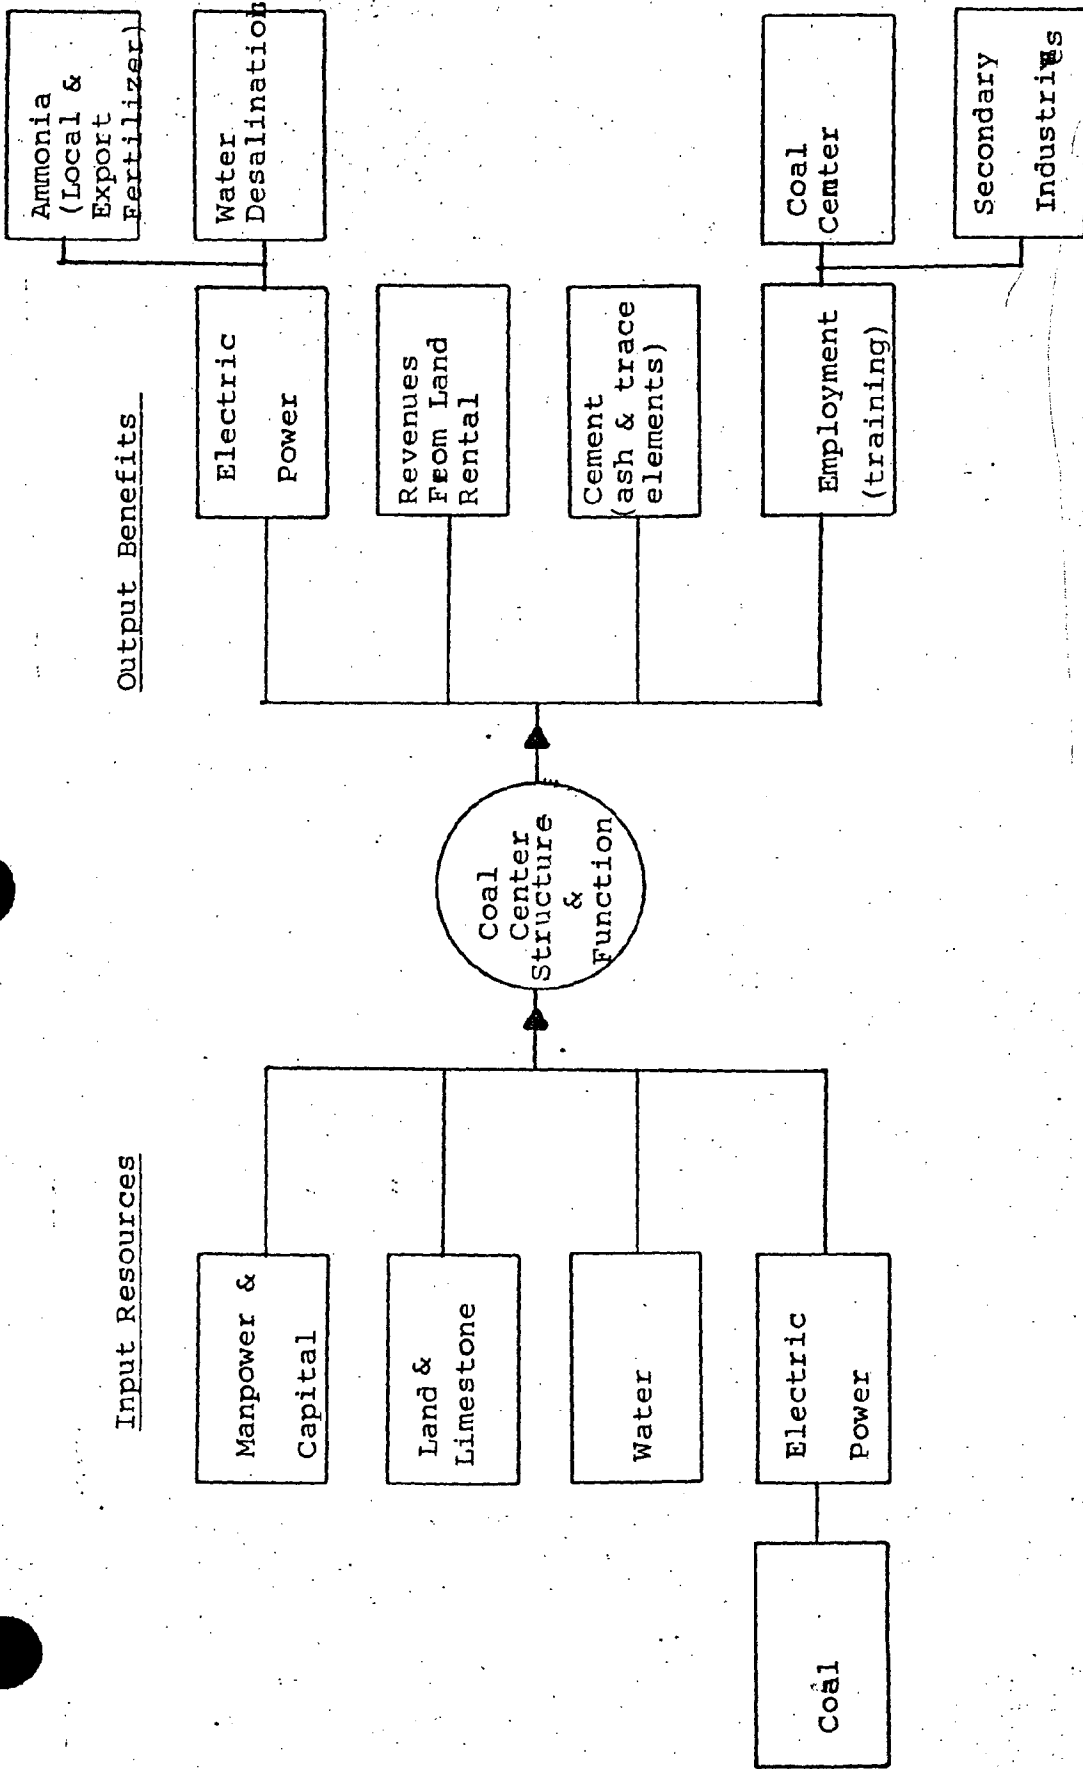 Input Resources
Manpower &
Capital
Land &
Limestone
Water
Electric
Power
Coal
Coal
Center
Structure
&
Function
Output Benefits
Electric
Power
Revenues
From Land
Rental
Cement
(ash & trace
elements)
Employment
(training)
Ammonia
(Local &
Export
Fertilizer)
Water
Desalination
Coal
Cemter
Secondary
Industries